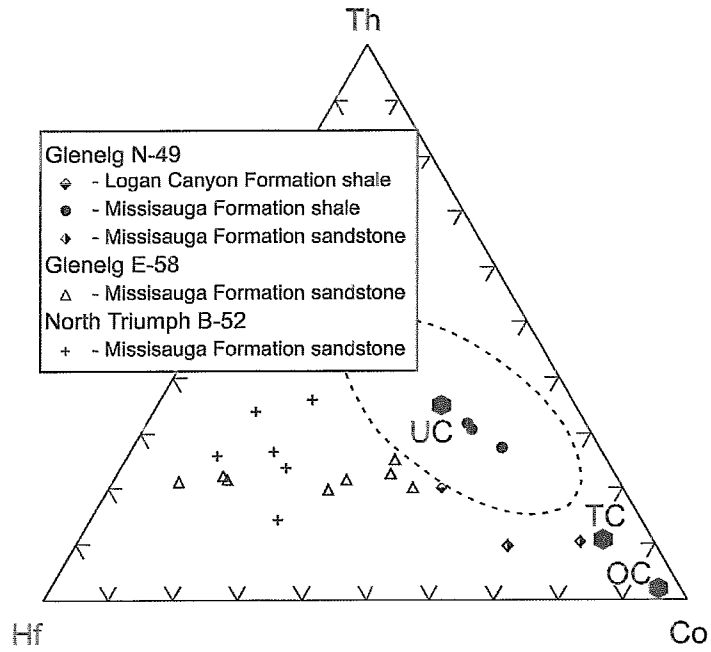 Th
Glenelg N-49
- Logan Canyon Formation shale
- Missisauga Formation shale
- Missisauga Formation sandstone
Glenelg E-58
- Missisauga Formation sandstone
North Triumph B-52
- Missisauga Formation sandstone
UC
TC
OC
Hf
Co